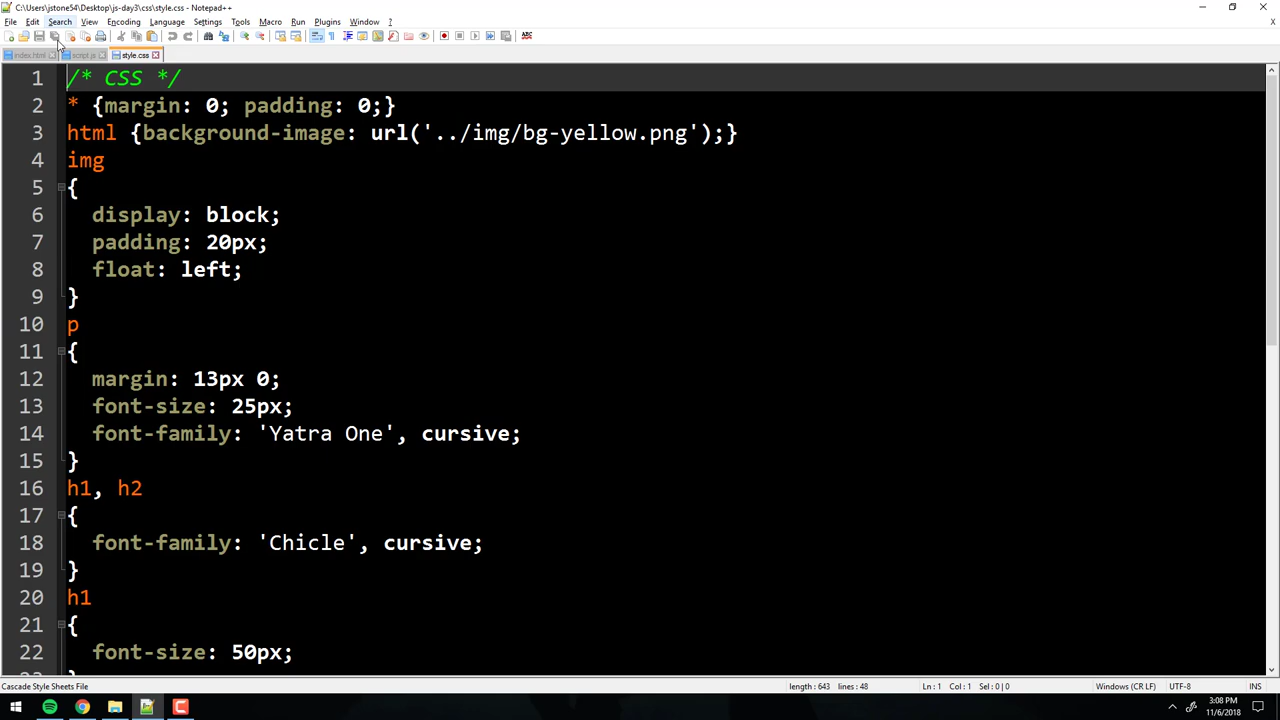 C:\Users\jstone54\Desktop\js-day3\css\style.css - Notepad++
File Edit Search View Encoding Language Settings Tools Macro Run Plugins Window ?
index.html script.js style.css
1 /* CSS */
2 * {margin: 0; padding: 0;}
3 html {background-image: url('../img/bg-yellow.png');}
4 img
5 {
6 display: block;
7 padding: 20px;
8 float: left;
9 }
10 p
11 {
12 margin: 13px 0;
13 font-size: 25px;
14 font-family: 'Yatra One', cursive;
15 }
16 h1, h2
17 {
18 font-family: 'Chicle', cursive;
19 }
20 h1
21 {
22 font-size: 50px;
23 }
Cascade Style Sheets File length : 643 lines : 48 Ln : 1 Col : 1 Sel : 0 | 0 Windows (CR LF) UTF-8 INS
3:08 PM
11/6/2018